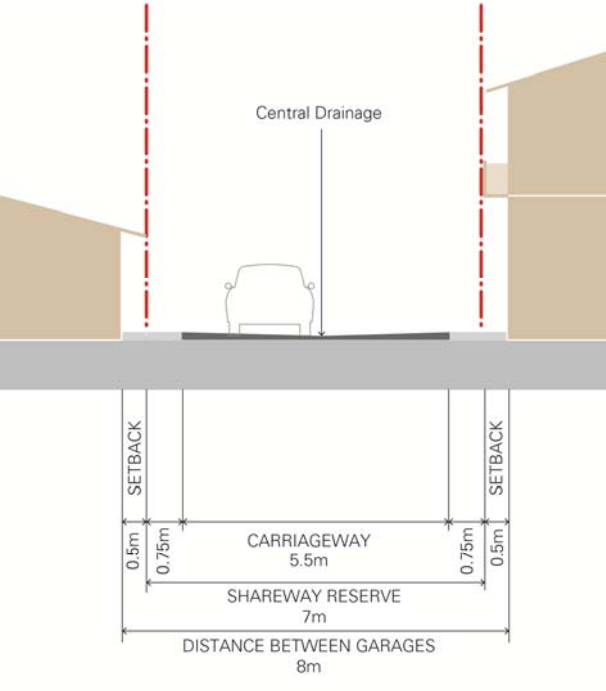 Central Drainage
SETBACK
SETBACK
0.5m
0.75m
CARRIAGEWAY
5.5m
0.75m
0.5m
SHAREWAY RESERVE
7m
DISTANCE BETWEEN GARAGES
8m